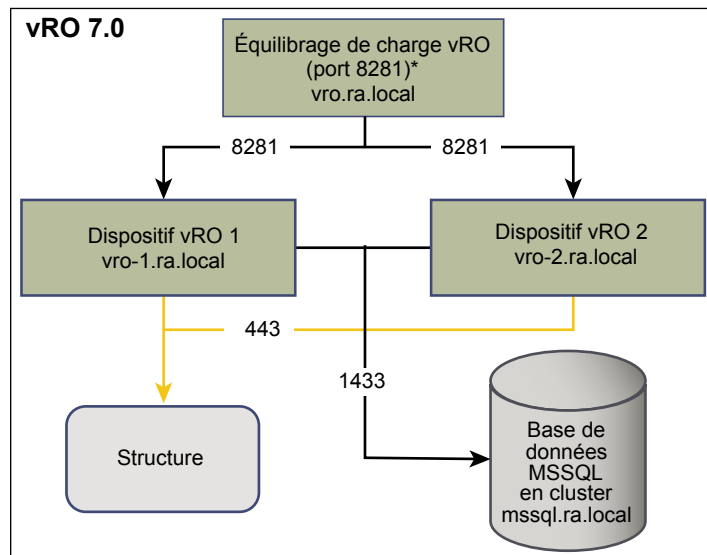 vRO 7.0
Équilibrage de charge vRO
(port 8281)*
vro.ra.local
8281
8281
Dispositif vRO 1
vro-1.ra.local
Dispositif vRO 2
vro-2.ra.local
443
1433
Structure
Base de
données
MSSQL
en cluster
mssql.ra.local